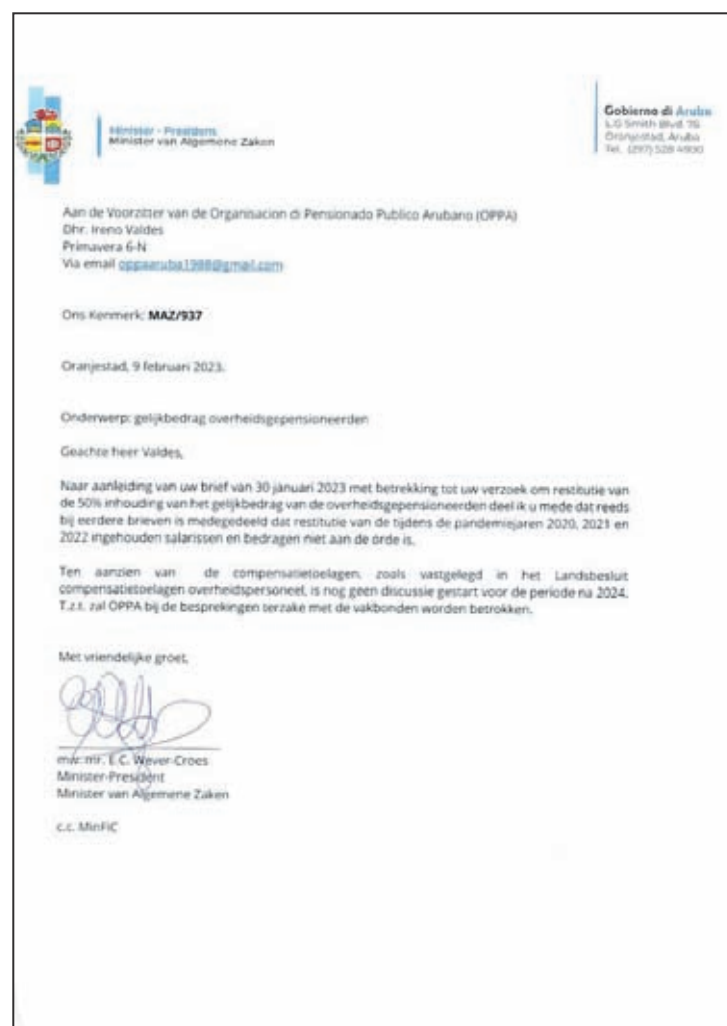 Minister - President
Minister van Algemene Zaken
Gobierno di Aruba
L.G Smith Blvd. 76
Oranjestad, Aruba
Tel. (297) 528 4900
Aan de Voorzitter van de Organisacion di Pensionado Publico Arubano (OPPA)
Dhr. Ireno Valdes
Primavera 6-N
Via email oppaaruba1988@gmail.com
Ons Kenmerk: MAZ/937
Oranjestad, 9 februari 2023.
Onderwerp: gelijkbedrag overheidsgepensioneerden
Geachte heer Valdes,
Naar aanleiding van uw brief van 30 januari 2023 met betrekking tot uw verzoek om restitutie van
de 50% inhouding van het gelijkbedrag van de overheidsgepensioneerden deel ik u mede dat reeds
bij eerdere brieven is medegedeeld dat restitutie van de tijdens de pandemiejaren 2020, 2021 en
2022 ingehouden salarissen en bedragen niet aan de orde is.
Ten aanzien van de compensatietoelagen, zoals vastgelegd in het Landsbesluit
compensatietoelagen overheidspersoneel, is nog geen discussie gestart voor de periode na 2024.
T.z.t. zal OPPA bij de besprekingen terzake met de vakbonden worden betrokken.
Met vriendelijke groet,
mw. mr. E.C. Wever-Croes
Minister-President
Minister van Algemene Zaken
c.c. MinFiC